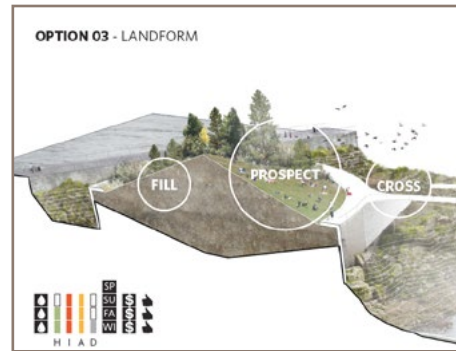 OPTION 03 - LANDFORM
FILL
PROSPECT
CROSS
SP
SU
FA
WI
$
$
$
H I A D